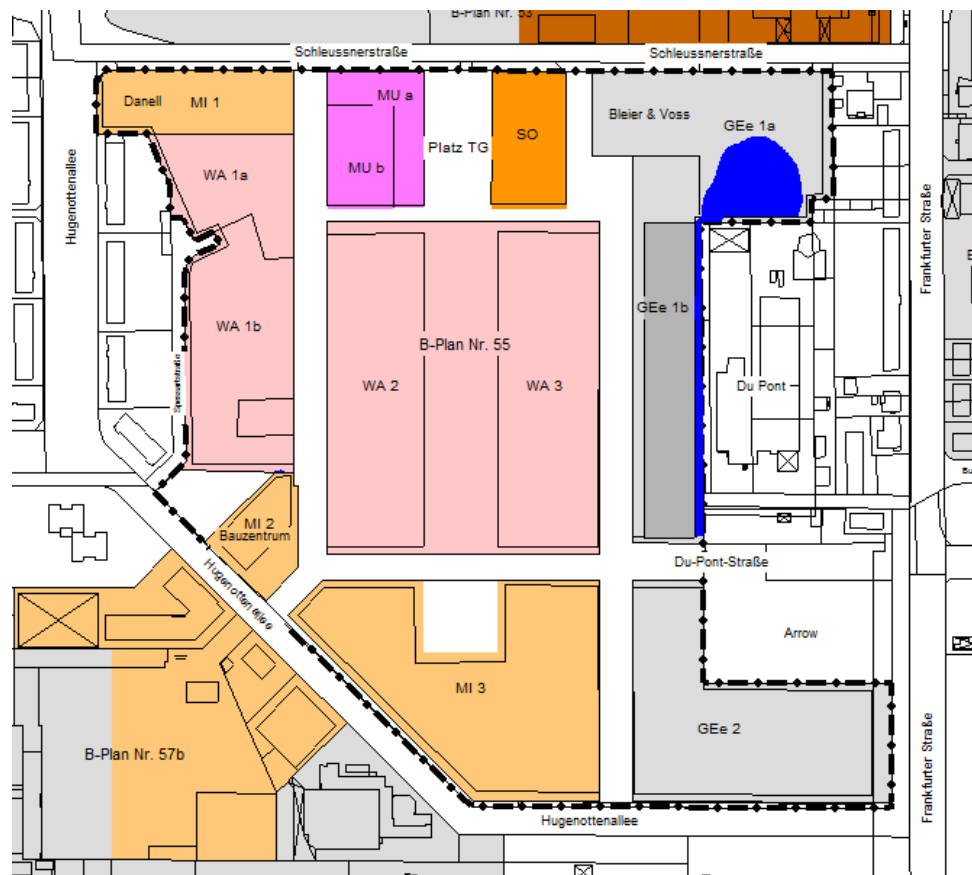 B-Plan Nr. 53
Schleussnerstraße
Schleussnerstraße
Danell
MI 1
MU a
Bleier & Voss
GEe 1a
SO
Platz TG
MU b
WA 1a
Hugenottenallee
Frankfurter Straße
GEe 1b
WA 1b
B-Plan Nr. 55
WA 2
WA 3
Du Pont
Spessartstraße
Bu
MI 2
Bauzentrum
Hugenottenallee
Du-Pont-Straße
Arrow
MI 3
GEe 2
B-Plan Nr. 57b
Frankfurter Straße
Hugenottenallee